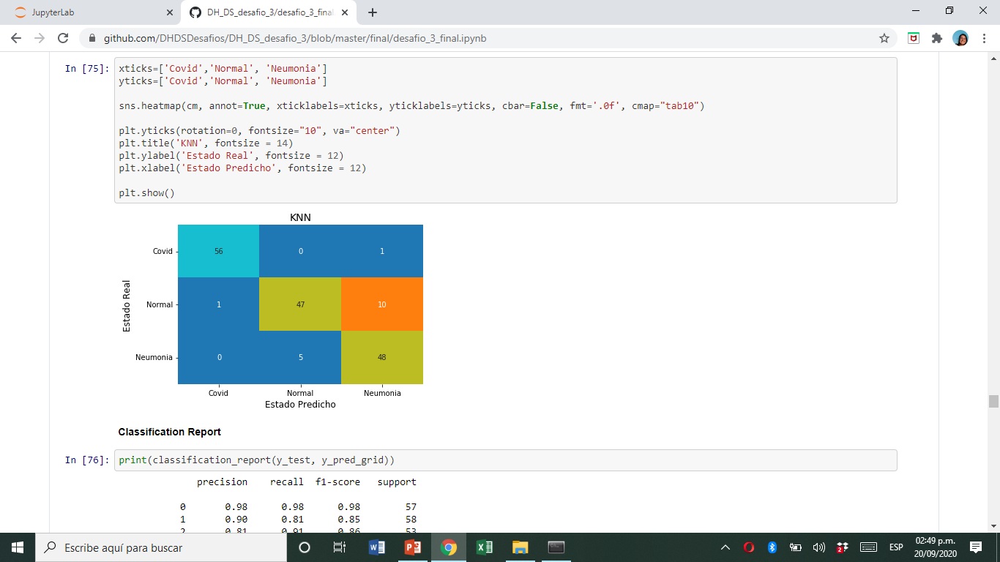 JupyterLab
DH_DS_desafio_3/desafio_3_final
github.com/DHDSDesafios/DH_DS_desafio_3/blob/master/final/desafio_3_final.ipynb
In [75]:
xticks=['Covid','Normal', 'Neumonia']
yticks=['Covid','Normal', 'Neumonia']
sns.heatmap(cm, annot=True, xticklabels=xticks, yticklabels=yticks, cbar=False, fmt='.0f', cmap="tab10")
plt.yticks(rotation=0, fontsize="10", va="center")
plt.title('KNN', fontsize = 14)
plt.ylabel('Estado Real', fontsize = 12)
plt.xlabel('Estado Predicho', fontsize = 12)
plt.show()
KNN
Estado Real
Covid 56 0 1
Normal 1 47 10
Neumonia 0 5 48
Covid Normal Neumonia
Estado Predicho
Classification Report
In [76]:
print(classification_report(y_test, y_pred_grid))
precision recall f1-score support
0 0.98 0.98 0.98 57
1 0.90 0.81 0.85 58
2 0.81 0.91 0.86 53
Escribe aquí para buscar
ESP
02:49 p.m.
20/09/2020